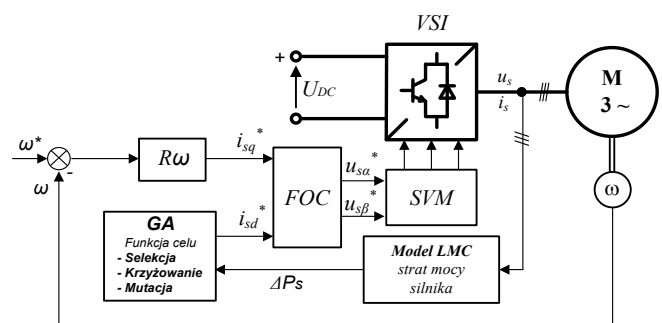 VSI
+
U_DC
u_s
i_s
M
3 ~
ω*
ω
-
Rω
i_sq*
FOC
u_sα*
u_sβ*
SVM
ω
GA
Funkcja celu
- Selekcja
- Krzyżowanie
- Mutacja
i_sd*
ΔPs
Model LMC
strat mocy
silnika